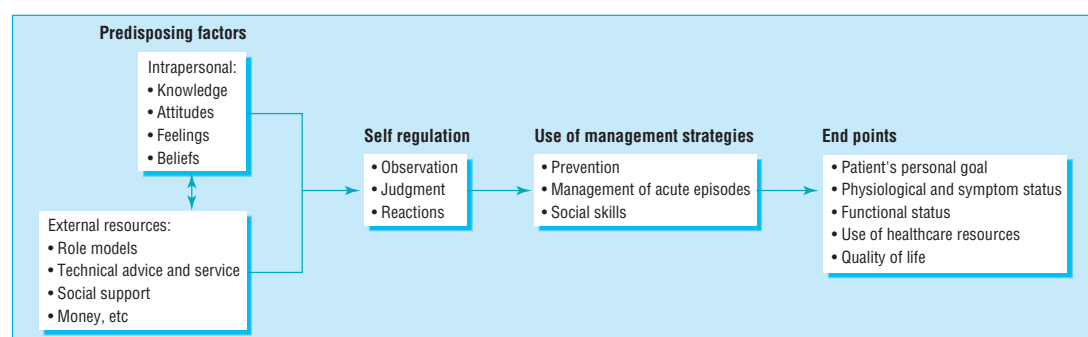 Predisposing factors
Intrapersonal:
• Knowledge
• Attitudes
• Feelings
• Beliefs
External resources:
• Role models
• Technical advice and service
• Social support
• Money, etc
Self regulation
• Observation
• Judgment
• Reactions
Use of management strategies
• Prevention
• Management of acute episodes
• Social skills
End points
• Patient's personal goal
• Physiological and symptom status
• Functional status
• Use of healthcare resources
• Quality of life